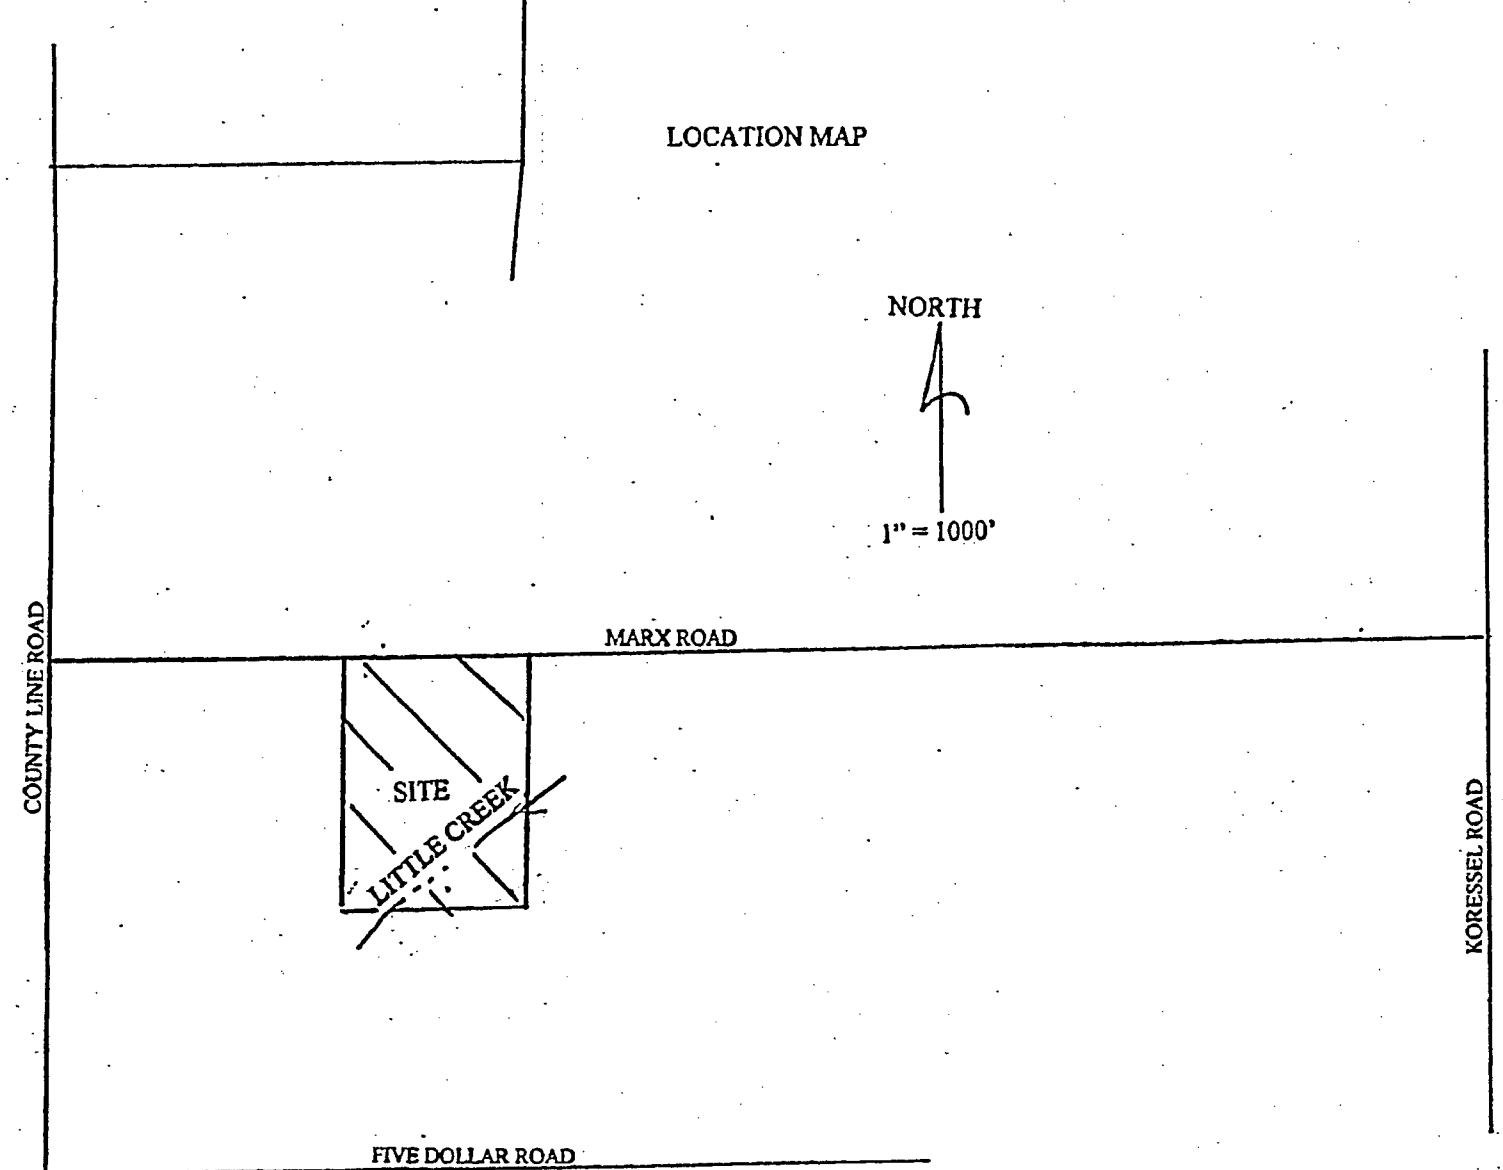 LOCATION MAP
NORTH
1" = 1000'
MARX ROAD
COUNTY LINE ROAD
SITE
LITTLE CREEK
KORESSEL ROAD
FIVE DOLLAR ROAD